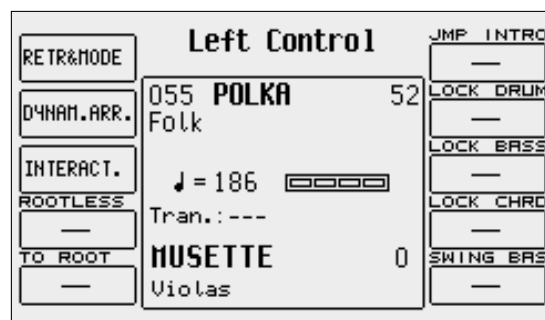 Left Control
RETR&MODE
DYNAM.ARR.
INTERACT.
ROOTLESS
—
TO ROOT
—
055 POLKA 52
Folk
♩=186
Tran.:---
MUSETTE 0
Violas
JMP INTRO
—
LOCK DRUM
—
LOCK BASS
—
LOCK CHRD
—
SWING BAS
—